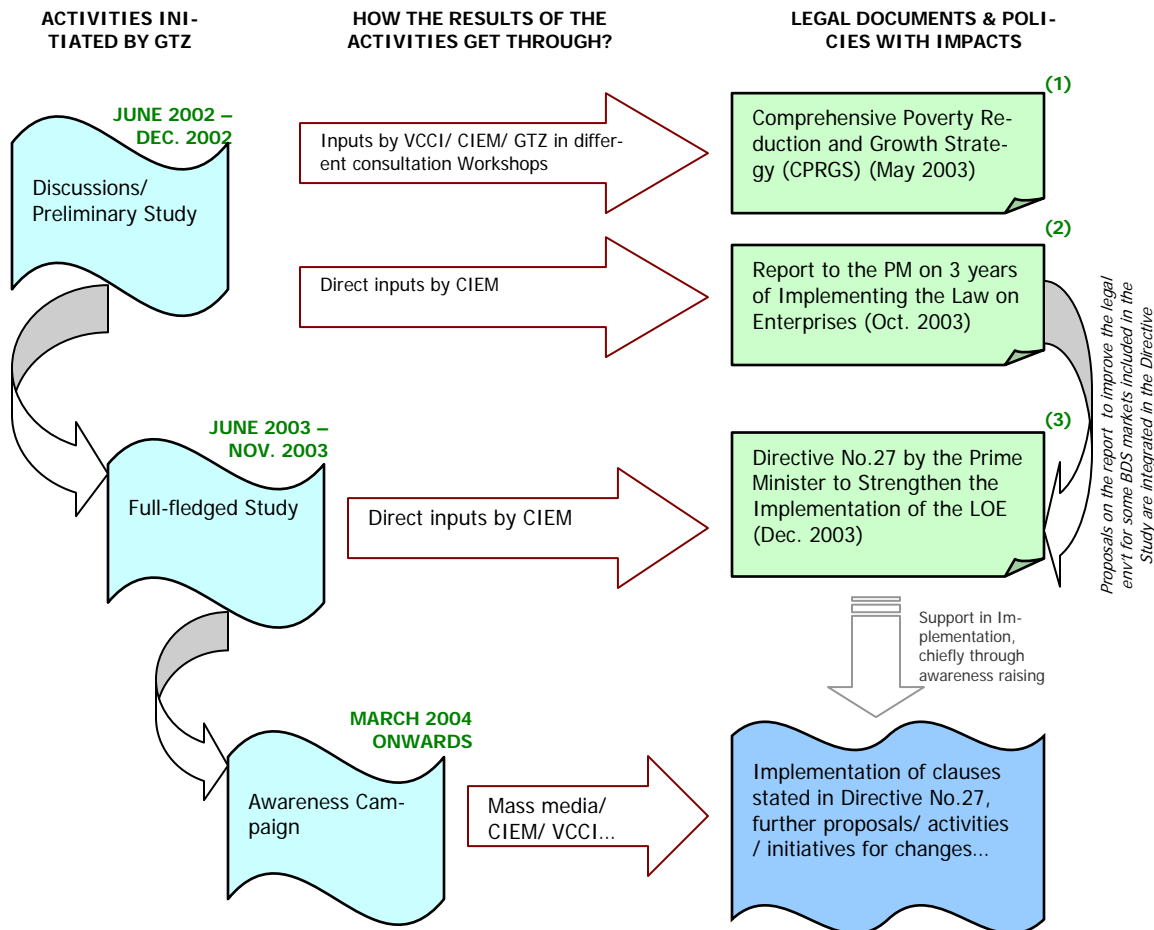 ACTIVITIES INI-
TIATED BY GTZ
HOW THE RESULTS OF THE
ACTIVITIES GET THROUGH?
LEGAL DOCUMENTS & POLI-
CIES WITH IMPACTS
JUNE 2002 –
DEC. 2002
Discussions/
Preliminary Study
Inputs by VCCI/ CIEM/ GTZ in differ-
ent consultation Workshops
(1)
Comprehensive Poverty Re-
duction and Growth Strate-
gy (CPRGS) (May 2003)
Direct inputs by CIEM
(2)
Report to the PM on 3 years
of Implementing the Law on
Enterprises (Oct. 2003)
Proposals on the report to improve the legal
env't for some BDS markets included in the
Study are integrated in the Directive
JUNE 2003 –
NOV. 2003
Full-fledged Study
Direct inputs by CIEM
(3)
Directive No.27 by the Prime
Minister to Strengthen the
Implementation of the LOE
(Dec. 2003)
Support in Im-
plementation,
chiefly through
awareness raising
MARCH 2004
ONWARDS
Awareness Cam-
paign
Mass media/
CIEM/ VCCI...
Implementation of clauses
stated in Directive No.27,
further proposals/ activities
/ initiatives for changes...